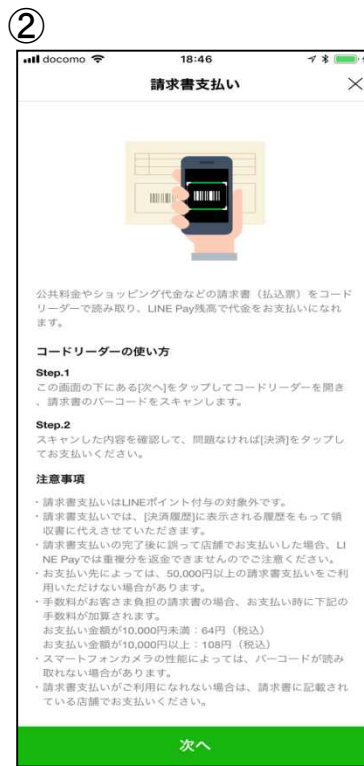 ②
docomo
18:46
請求書支払い
公共料金やショッピング代金などの請求書（払込票）をコード
リーダーで読み取り、LINE Pay残高で代金をお支払いになれ
ます。
コードリーダーの使い方
Step.1
この画面の下にある[次へ]をタップしてコードリーダーを開き
、請求書のバーコードをスキャンします。
Step.2
スキャンした内容を確認して、問題なければ[決済]をタップし
てお支払いください。
注意事項
・請求書支払いはLINEポイント付与の対象外です。
・請求書支払いでは、[決済履歴]に表示される履歴をもって領
収書に代えさせていただきます。
・請求書支払いの完了後に誤って店舗でお支払いした場合、LI
NE Payでは重複分を返金できませんのでご注意ください。
・お支払い先によっては、50,000円以上の請求書支払いをご利
用いただけない場合があります。
・手数料がお客さま負担の請求書の場合、お支払い時に下記の
手数料が加算されます。
お支払い金額が10,000円未満：64円（税込）
お支払い金額が10,000円以上：108円（税込）
・スマートフォンカメラの性能によっては、バーコードが読み
取れない場合があります。
・請求書支払いがご利用になれない場合は、請求書に記載され
ている店舗でお支払いください。
次へ